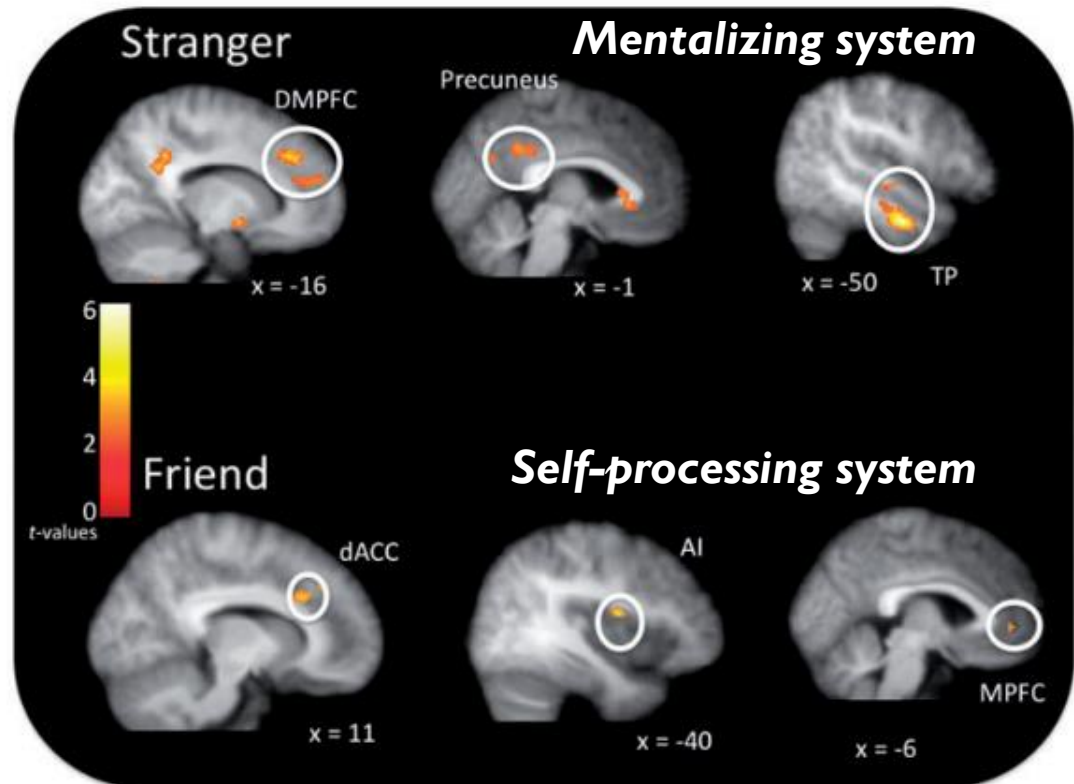 Stranger
Mentalizing system
DMPFC
Precuneus
x = -16
x = -1
x = -50
TP
6
4
2
0
t-values
Friend
Self-processing system
dACC
AI
MPFC
x = 11
x = -40
x = -6